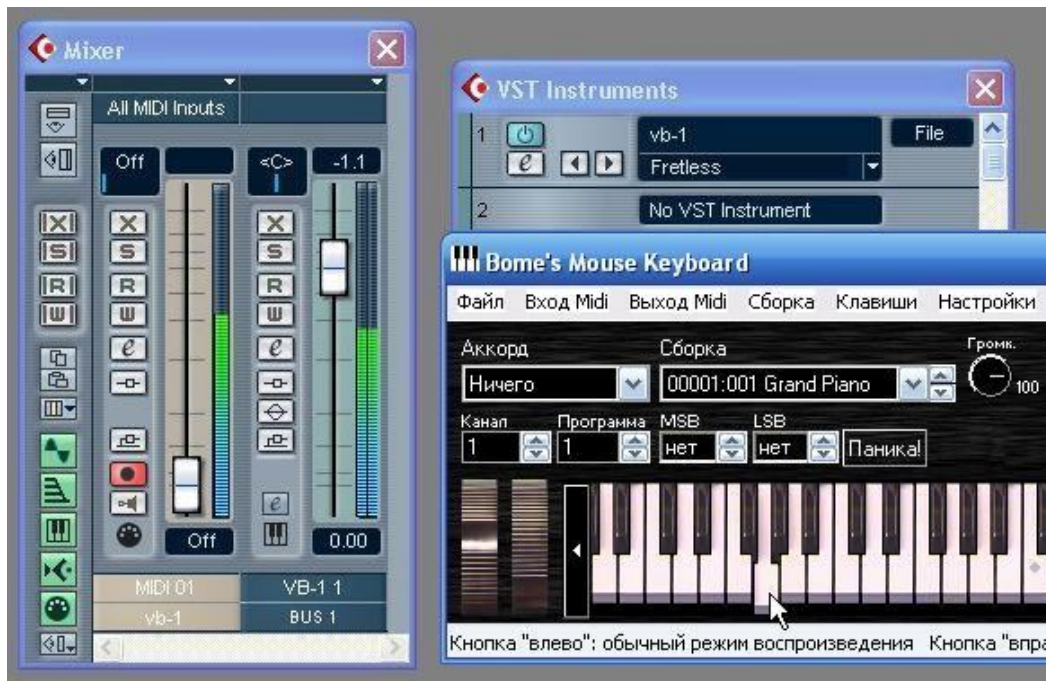 Mixer
All MIDI Inputs
Off
<C>
-1.1
X
S
R
W
e
X
S
R
W
e
|X|
|S|
|R|
|W|
e
Off
0.00
MIDI 01
VB-1 1
vb-1
BUS 1
VST Instruments
1
vb-1
File
e
Fretless
2
No VST Instrument
Bome's Mouse Keyboard
Файл Вход Midi Выход Midi Сборка Клавиши Настройки
Аккорд Сборка Громк.
Ничего 00001:001 Grand Piano 100
Канал Программа MSB LSB
1 1 нет нет Паника!
Кнопка "влево": обычный режим воспроизведения Кнопка "впра